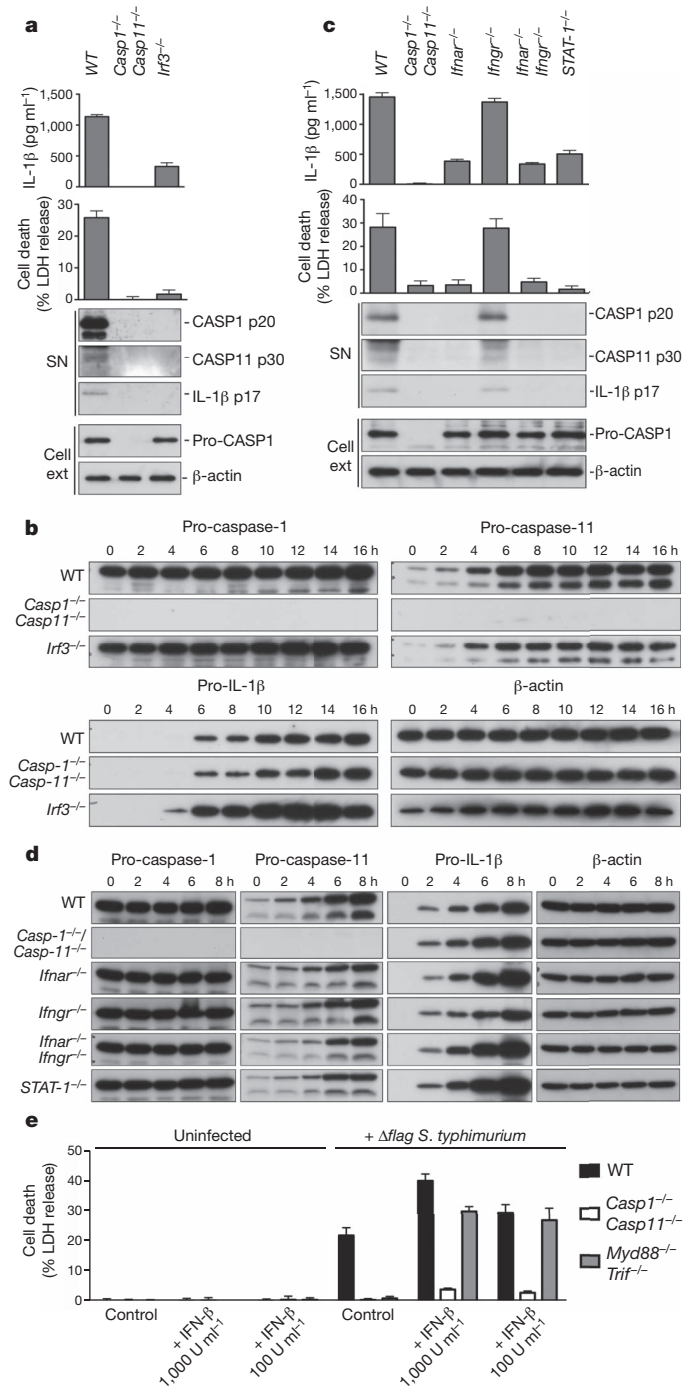 a
WT
Casp1–/–
Casp11–/–
Irf3–/–
IL-1β (pg ml–1)
1,500
1,000
500
0
Cell death
(% LDH release)
30
20
10
0
SN
CASP1 p20
CASP11 p30
IL-1β p17
Cell
ext
Pro-CASP1
β-actin
c
WT
Casp1–/–
Casp11–/–
Ifnar–/–
Ifngr–/–
Ifnar–/–
Ifngr–/–
STAT-1–/–
IL-1β (pg ml–1)
1,500
1,000
500
0
Cell death
(% LDH release)
40
30
20
10
0
SN
CASP1 p20
CASP11 p30
IL-1β p17
Cell
ext
Pro-CASP1
β-actin
b
Pro-caspase-1
0 2 4 6 8 10 12 14 16 h
Pro-caspase-11
0 2 4 6 8 10 12 14 16 h
WT
Casp1–/–
Casp11–/–
Irf3–/–
Pro-IL-1β
0 2 4 6 8 10 12 14 16 h
β-actin
0 2 4 6 8 10 12 14 16 h
WT
Casp-1–/–
Casp-11–/–
Irf3–/–
d
Pro-caspase-1
0 2 4 6 8 h
Pro-caspase-11
0 2 4 6 8 h
Pro-IL-1β
0 2 4 6 8 h
β-actin
0 2 4 6 8 h
WT
Casp-1–/–/
Casp-11–/–
Ifnar–/–
Ifngr–/–
Ifnar–/–
Ifngr–/–
STAT-1–/–
e
Uninfected
+ Δflag S. typhimurium
Cell death
(% LDH release)
50
40
30
20
10
0
Control
+ IFN-β
1,000 U ml–1
+ IFN-β
100 U ml–1
Control
+ IFN-β
1,000 U ml–1
+ IFN-β
100 U ml–1
WT
Casp1–/–
Casp11–/–
Myd88–/–
Trif–/–